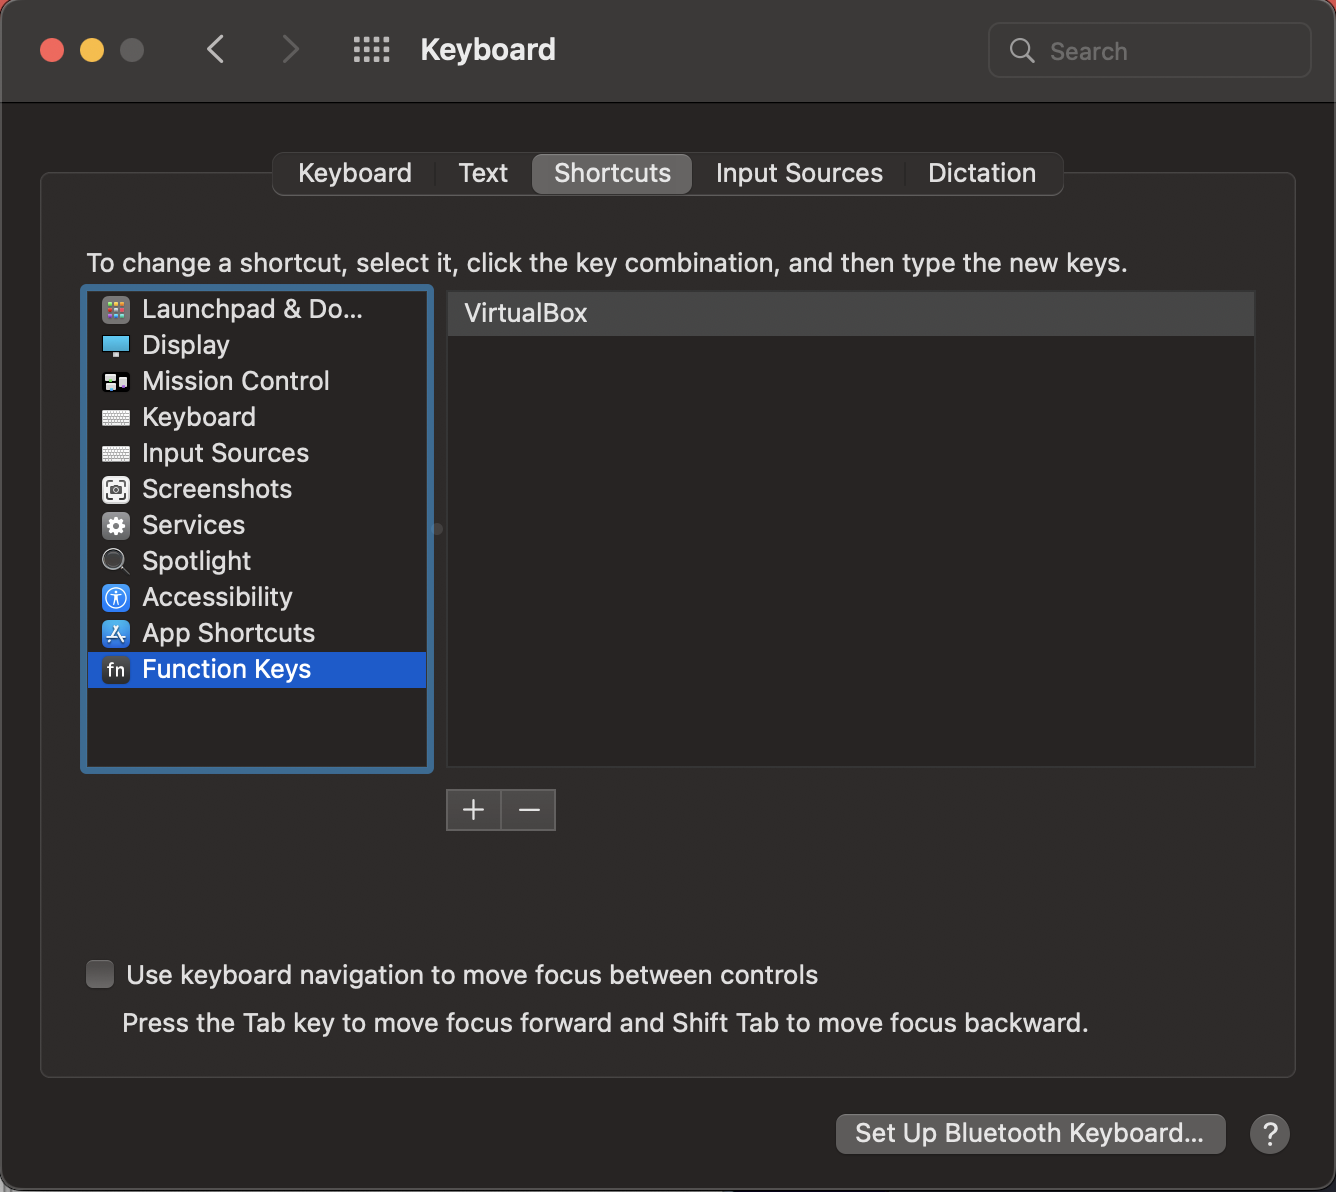 Keyboard
Search
Keyboard
Text
Shortcuts
Input Sources
Dictation
To change a shortcut, select it, click the key combination, and then type the new keys.
Launchpad & Do...
Display
Mission Control
Keyboard
Input Sources
Screenshots
Services
Spotlight
Accessibility
App Shortcuts
fn Function Keys
VirtualBox
Use keyboard navigation to move focus between controls
Press the Tab key to move focus forward and Shift Tab to move focus backward.
Set Up Bluetooth Keyboard...
?